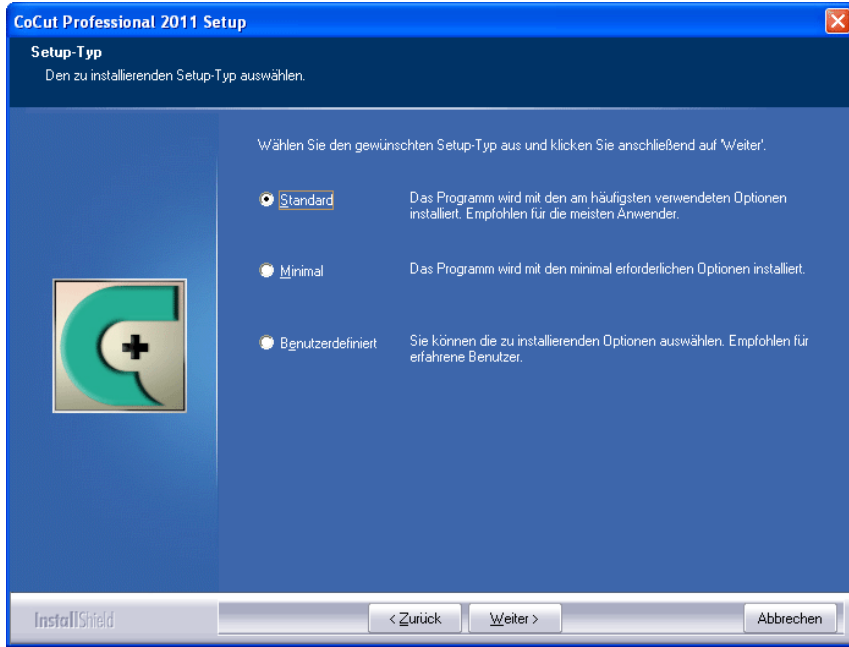 CoCut Professional 2011 Setup
Setup-Typ
Den zu installierenden Setup-Typ auswählen.
Wählen Sie den gewünschten Setup-Typ aus und klicken Sie anschließend auf 'Weiter'.
Standard
Das Programm wird mit den am häufigsten verwendeten Optionen
installiert. Empfohlen für die meisten Anwender.
Minimal
Das Programm wird mit den minimal erforderlichen Optionen installiert.
Benutzerdefiniert
Sie können die zu installierenden Optionen auswählen. Empfohlen für
erfahrene Benutzer.
InstallShield
< Zurück
Weiter >
Abbrechen